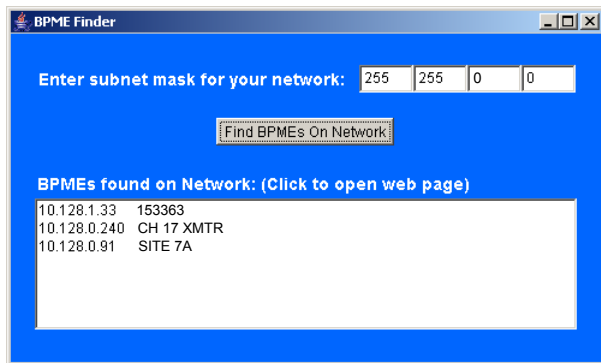 BPME Finder
Enter subnet mask for your network: 255 255 0 0
Find BPMEs On Network
BPMEs found on Network: (Click to open web page)
10.128.1.33 153363
10.128.0.240 CH 17 XMTR
10.128.0.91 SITE 7A